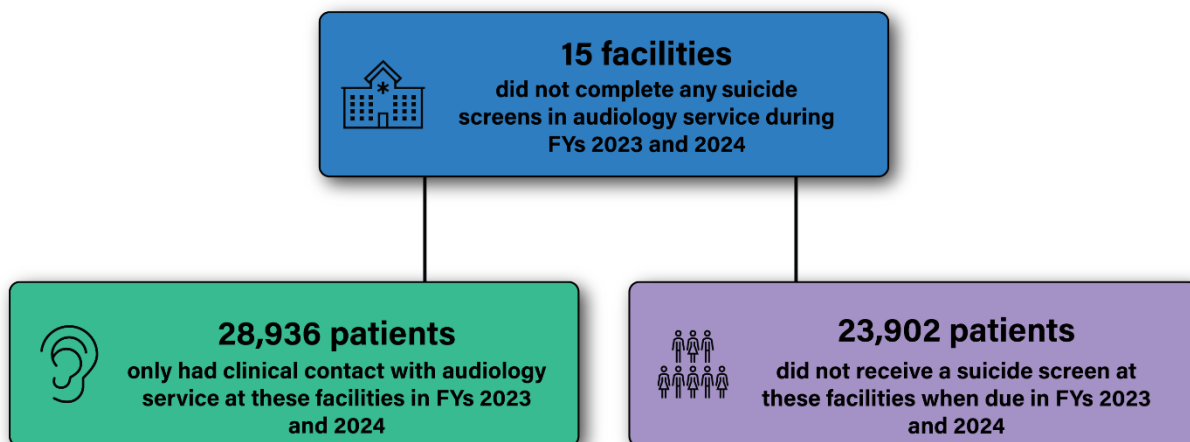 15 facilities
did not complete any suicide
screens in audiology service during
FYs 2023 and 2024
28,936 patients
only had clinical contact with audiology
service at these facilities in FYs 2023
and 2024
23,902 patients
did not receive a suicide screen at
these facilities when due in FYs 2023
and 2024